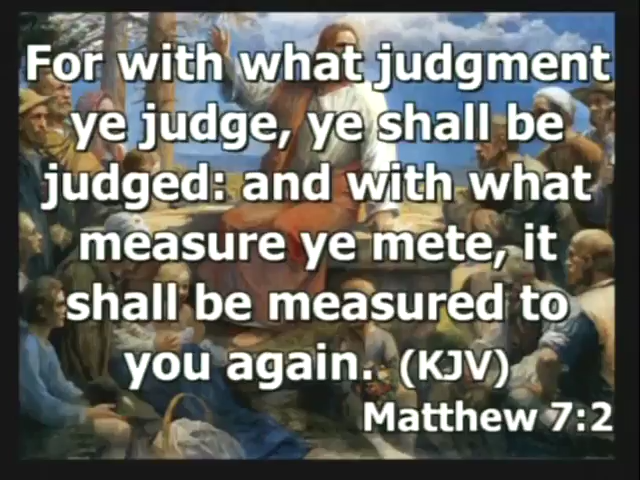 For with what judgment
ye judge, ye shall be
judged: and with what
measure ye mete, it
shall be measured to
you again. (KJV)
Matthew 7:2